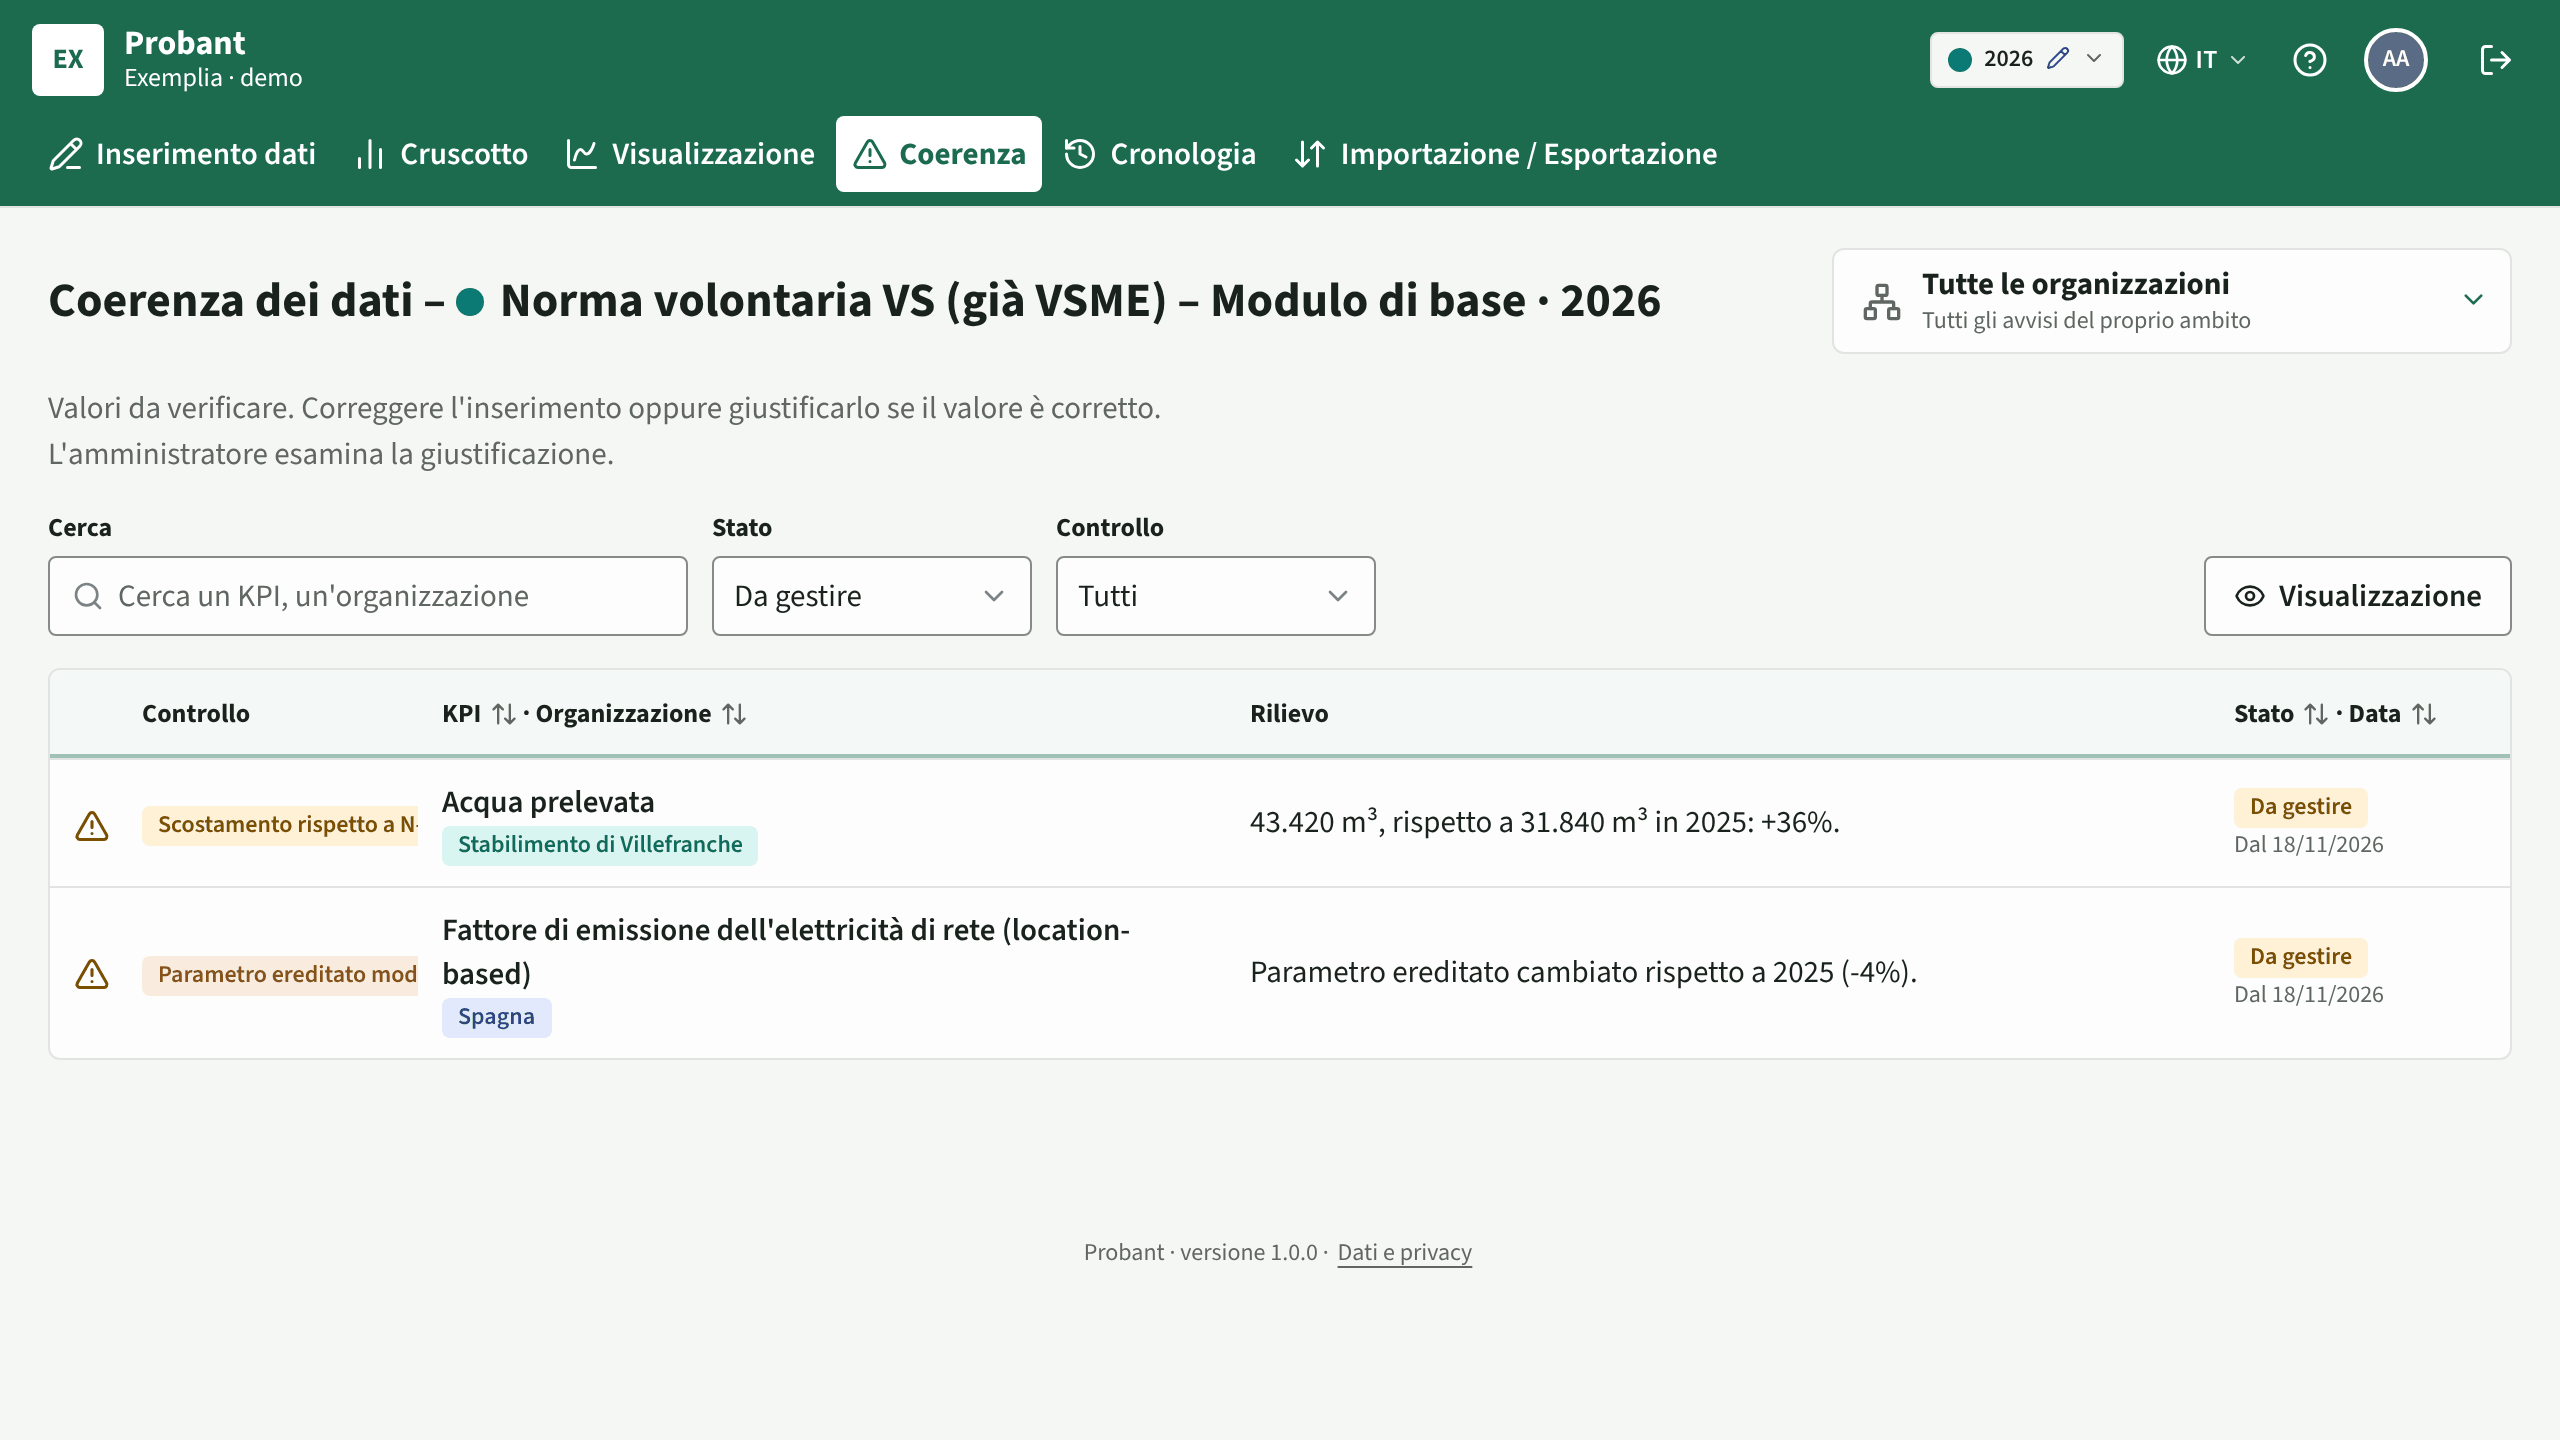 EX
Probant
Exemplia · demo
2026
IT
AA
Inserimento dati
Cruscotto
Visualizzazione
Coerenza
Cronologia
Importazione / Esportazione
Coerenza dei dati – Norma volontaria VS (già VSME) – Modulo di base · 2026
Tutte le organizzazioni
Tutti gli avvisi del proprio ambito
Valori da verificare. Correggere l'inserimento oppure giustificarlo se il valore è corretto.
L'amministratore esamina la giustificazione.
Cerca
Stato
Controllo
Cerca un KPI, un'organizzazione
Da gestire
Tutti
Visualizzazione
Controllo
KPI · Organizzazione
Rilievo
Stato · Data
Scostamento rispetto a N-
Acqua prelevata
Stabilimento di Villefranche
43.420 m³, rispetto a 31.840 m³ in 2025: +36%.
Da gestire
Dal 18/11/2026
Parametro ereditato mod
Fattore di emissione dell'elettricità di rete (location-
based)
Spagna
Parametro ereditato cambiato rispetto a 2025 (-4%).
Da gestire
Dal 18/11/2026
Probant · versione 1.0.0 · Dati e privacy